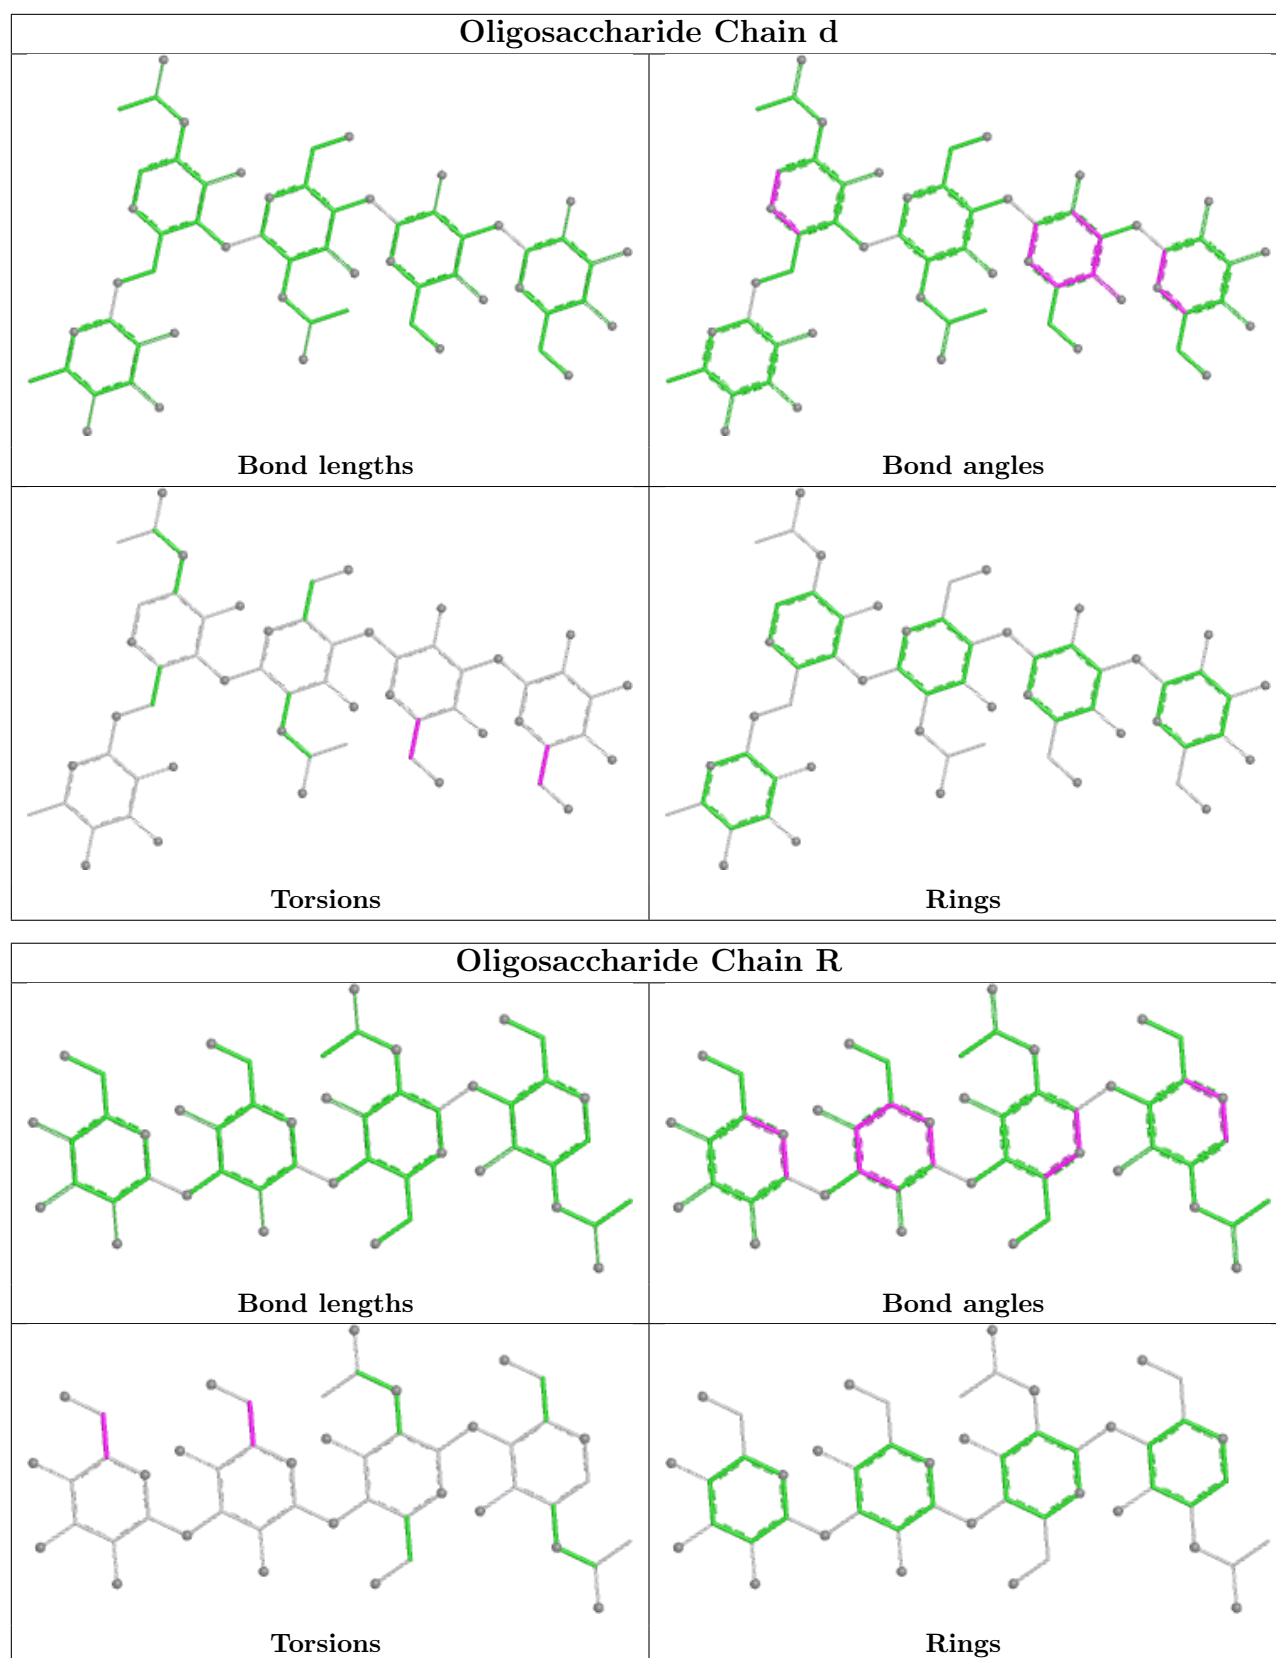 Oligosaccharide Chain d
Bond lengths
Bond angles
Torsions
Rings
Oligosaccharide Chain R
Bond lengths
Bond angles
Torsions
Rings